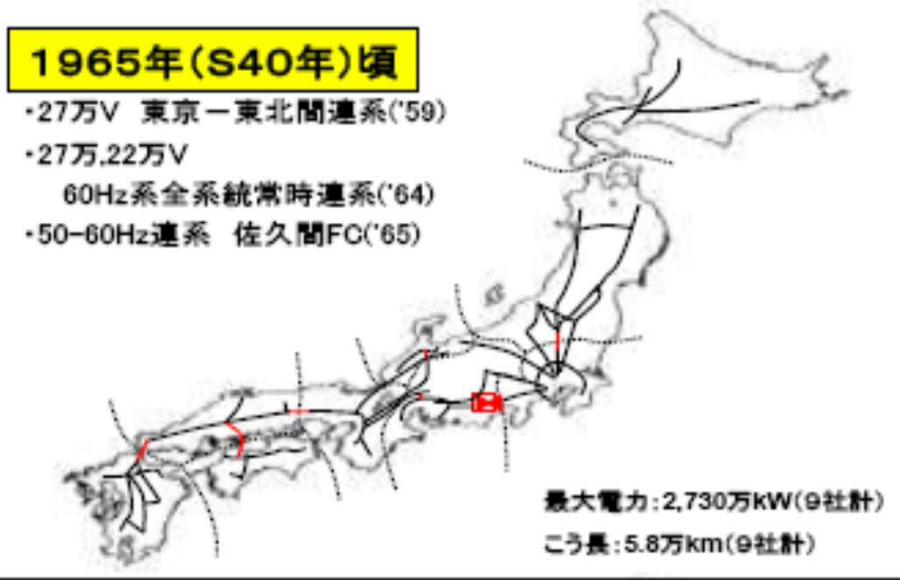 1965年(S40年)頃
・27万V 東京－東北間連系('59)
・27万,22万V
60Hz系全系統常時連系('64)
・50-60Hz連系 佐久間FC('65)
最大電力:2,730万kW(9社計)
こう長:5.8万km(9社計)